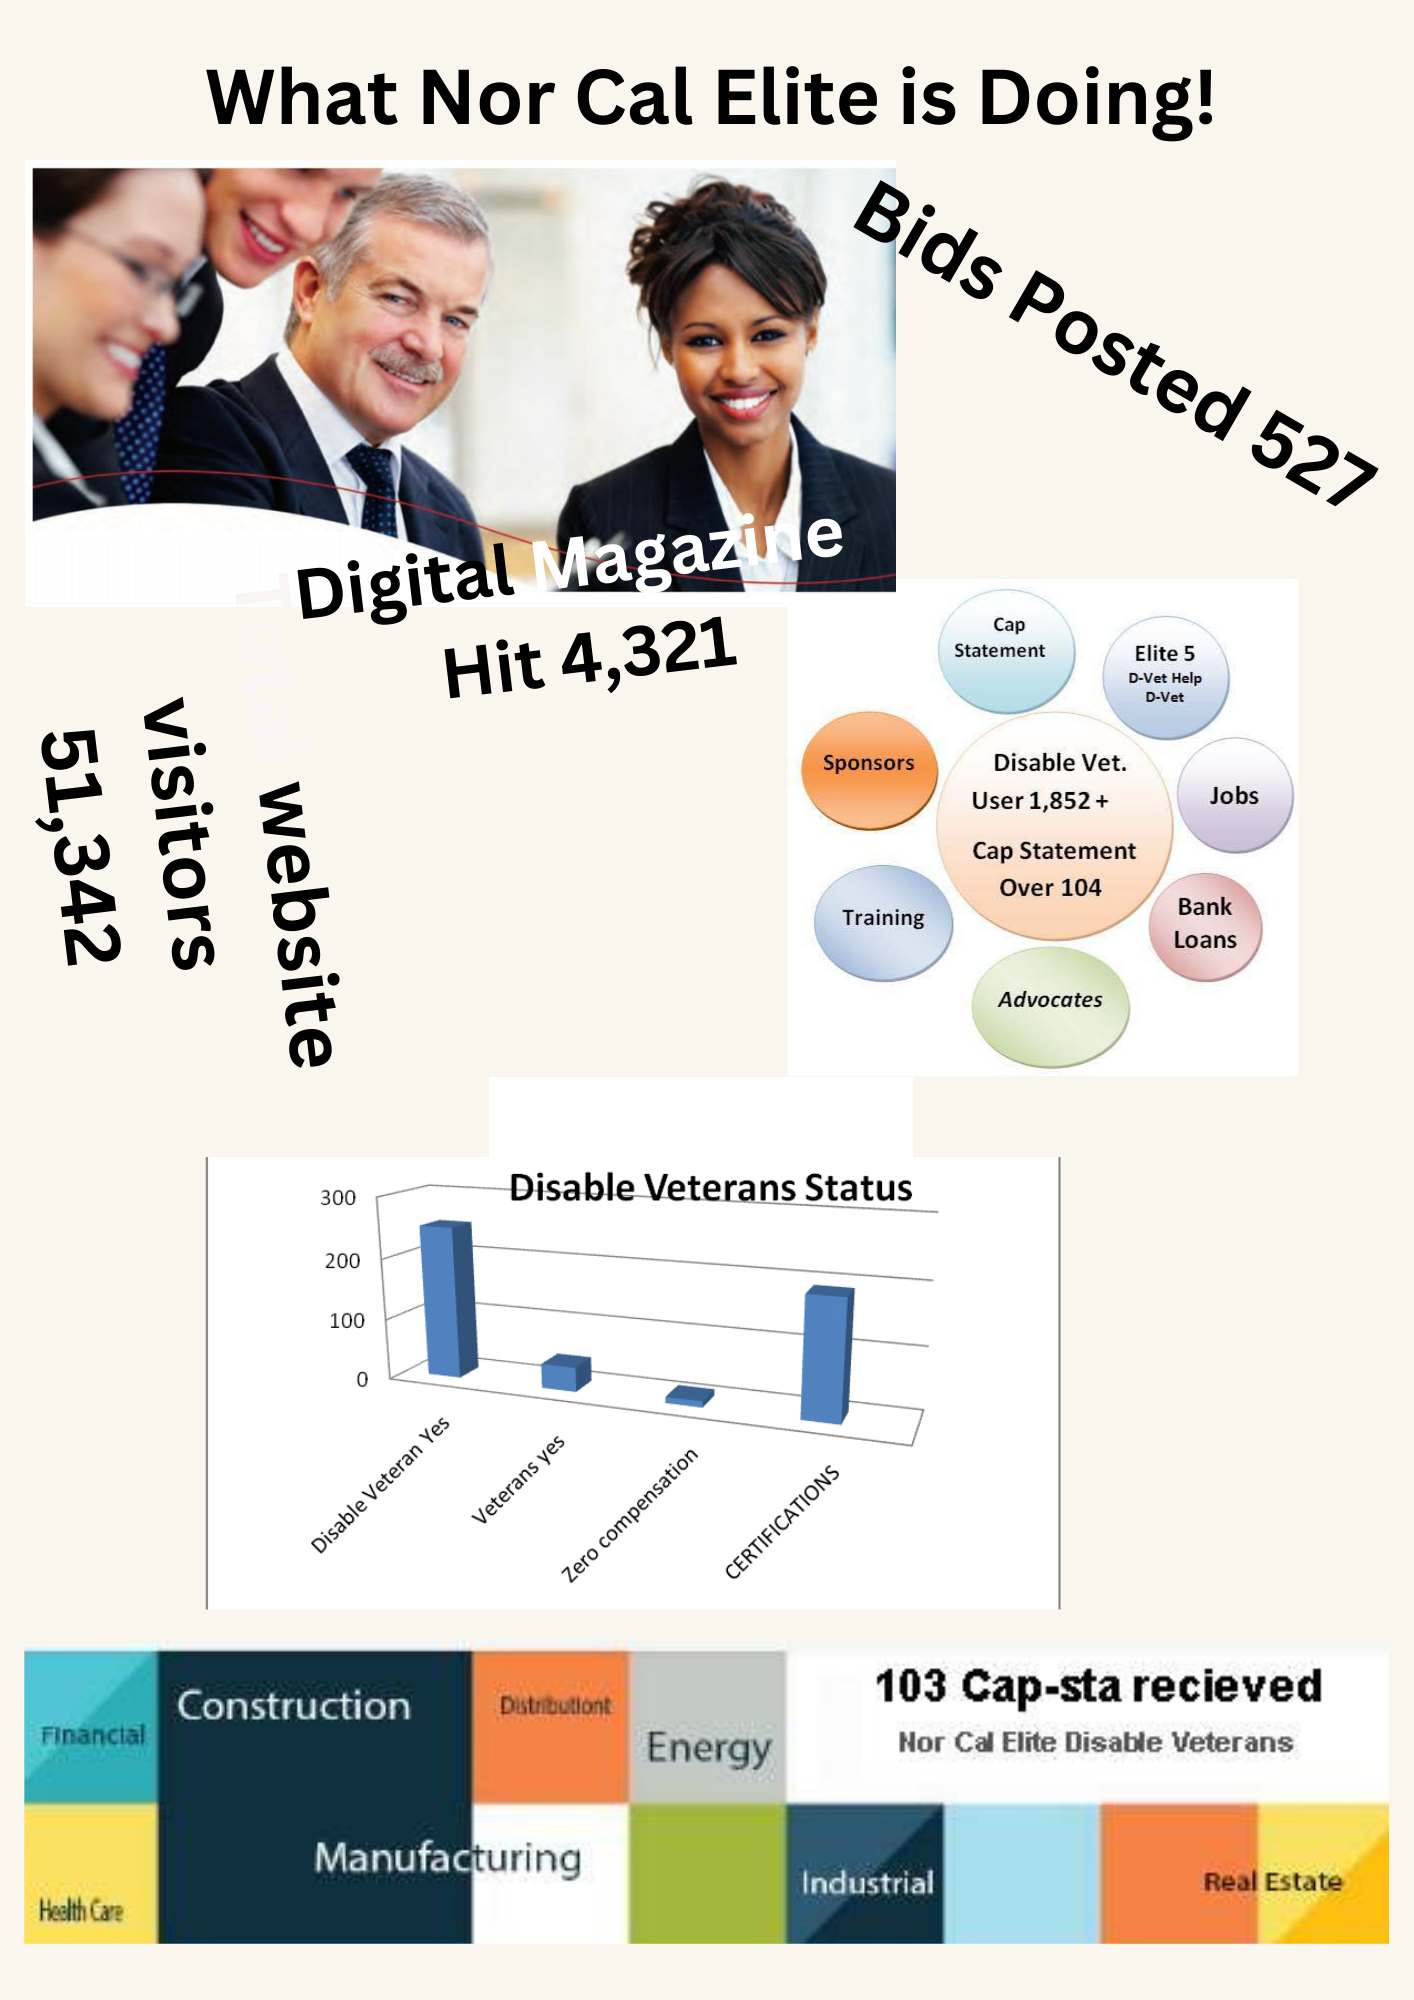 What Nor Cal Elite is Doing!
Bids Posted 527
Digital Magazine
Hit 4,321
website
visitors
51,342
Cap
Statement
Elite 5
D-Vet Help
D-Vet
Sponsors
Disable Vet.
User 1,852 +
Cap Statement
Over 104
Jobs
Training
Bank
Loans
Advocates
Disable Veterans Status
300
200
100
0
Disable Veteran Yes
Veterans yes
Zero compensation
CERTIFICATIONS
Financial
Construction
Distributiont
Energy
103 Cap-sta recieved
Nor Cal Elite Disable Veterans
Health Care
Manufacturing
Industrial
Real Estate